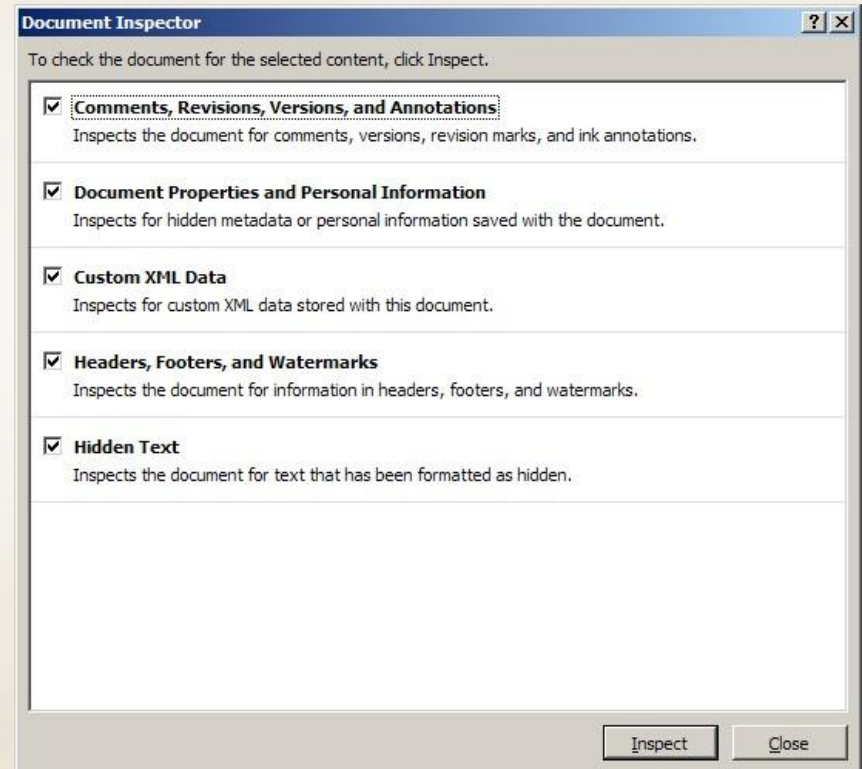 Document Inspector
To check the document for the selected content, click Inspect.
Comments, Revisions, Versions, and Annotations
Inspects the document for comments, versions, revision marks, and ink annotations.
Document Properties and Personal Information
Inspects for hidden metadata or personal information saved with the document.
Custom XML Data
Inspects for custom XML data stored with this document.
Headers, Footers, and Watermarks
Inspects the document for information in headers, footers, and watermarks.
Hidden Text
Inspects the document for text that has been formatted as hidden.
Inspect Close